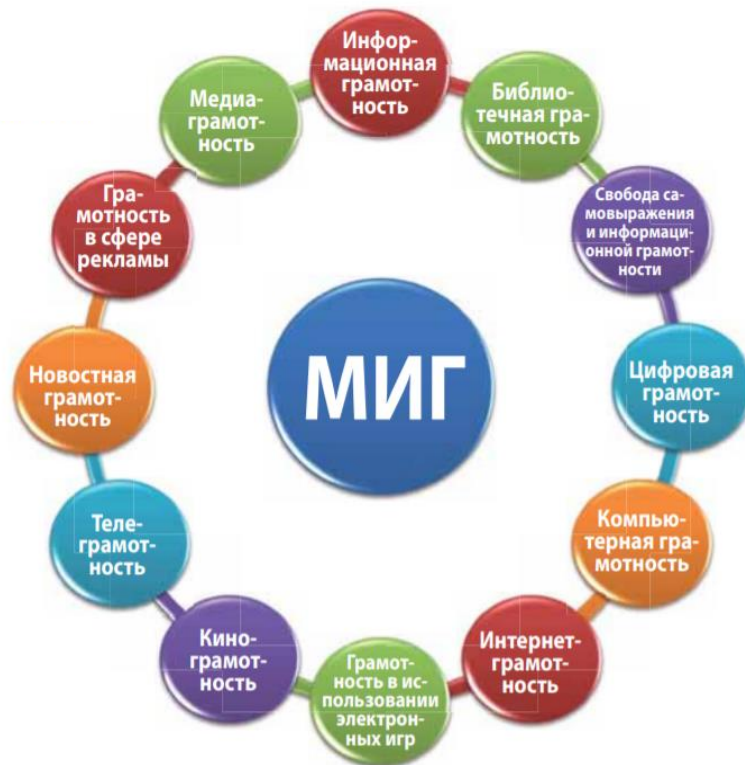 Инфор-
мационная
грамот-
ность
Библио-
течная гра-
мотность
Свобода са-
мовыражения
и информаци-
онной грамот-
ности
Цифровая
грамот-
ность
Компью-
терная гра-
мотность
Интернет-
грамот-
ность
Грамот-
ность в ис-
пользовании
электрон-
ных игр
Кино-
грамот-
ность
Теле-
грамот-
ность
Новостная
грамот-
ность
Гра-
мотность
в сфере
рекламы
Медиа-
грамот-
ность
МИГ